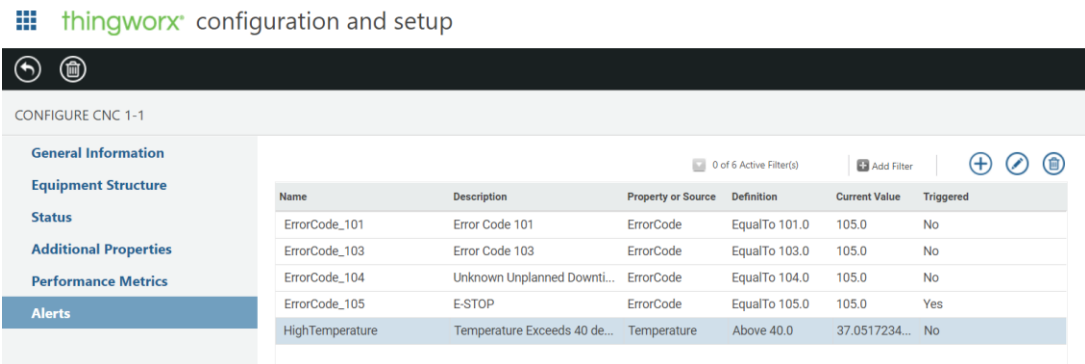 thingworx configuration and setup
CONFIGURE CNC 1-1
General Information
Equipment Structure
Status
Additional Properties
Performance Metrics
Alerts
0 of 6 Active Filter(s) Add Filter
Name Description Property or Source Definition Current Value Triggered
ErrorCode_101 Error Code 101 ErrorCode EqualTo 101.0 105.0 No
ErrorCode_103 Error Code 103 ErrorCode EqualTo 103.0 105.0 No
ErrorCode_104 Unknown Unplanned Downti... ErrorCode EqualTo 104.0 105.0 No
ErrorCode_105 E-STOP ErrorCode EqualTo 105.0 105.0 Yes
HighTemperature Temperature Exceeds 40 de... Temperature Above 40.0 37.0517234... No